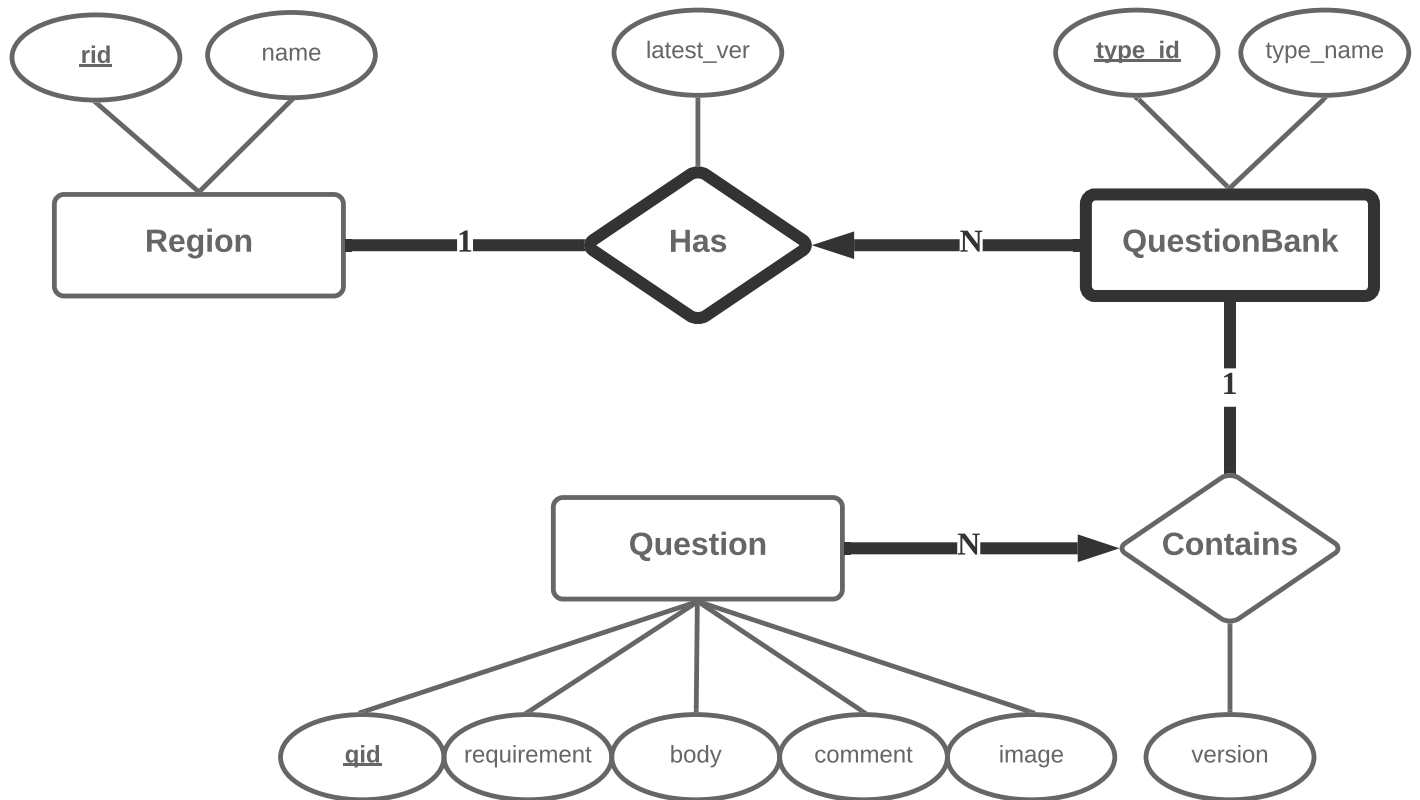 rid
name
latest_ver
type_id
type_name
Region
1
Has
N
QuestionBank
1
Question
N
Contains
qid
requirement
body
comment
image
version